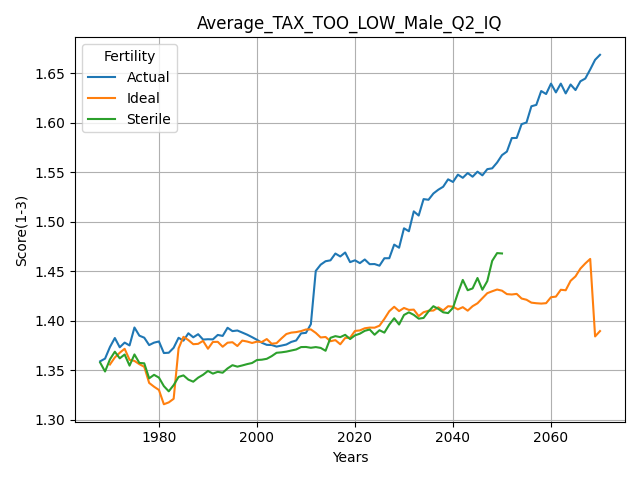 Average_TAX_TOO_LOW_Male_Q2_IQ
Fertility
Actual
Ideal
Sterile
Score(1-3)
1.65
1.60
1.55
1.50
1.45
1.40
1.35
1.30
1980
2000
2020
2040
2060
Years